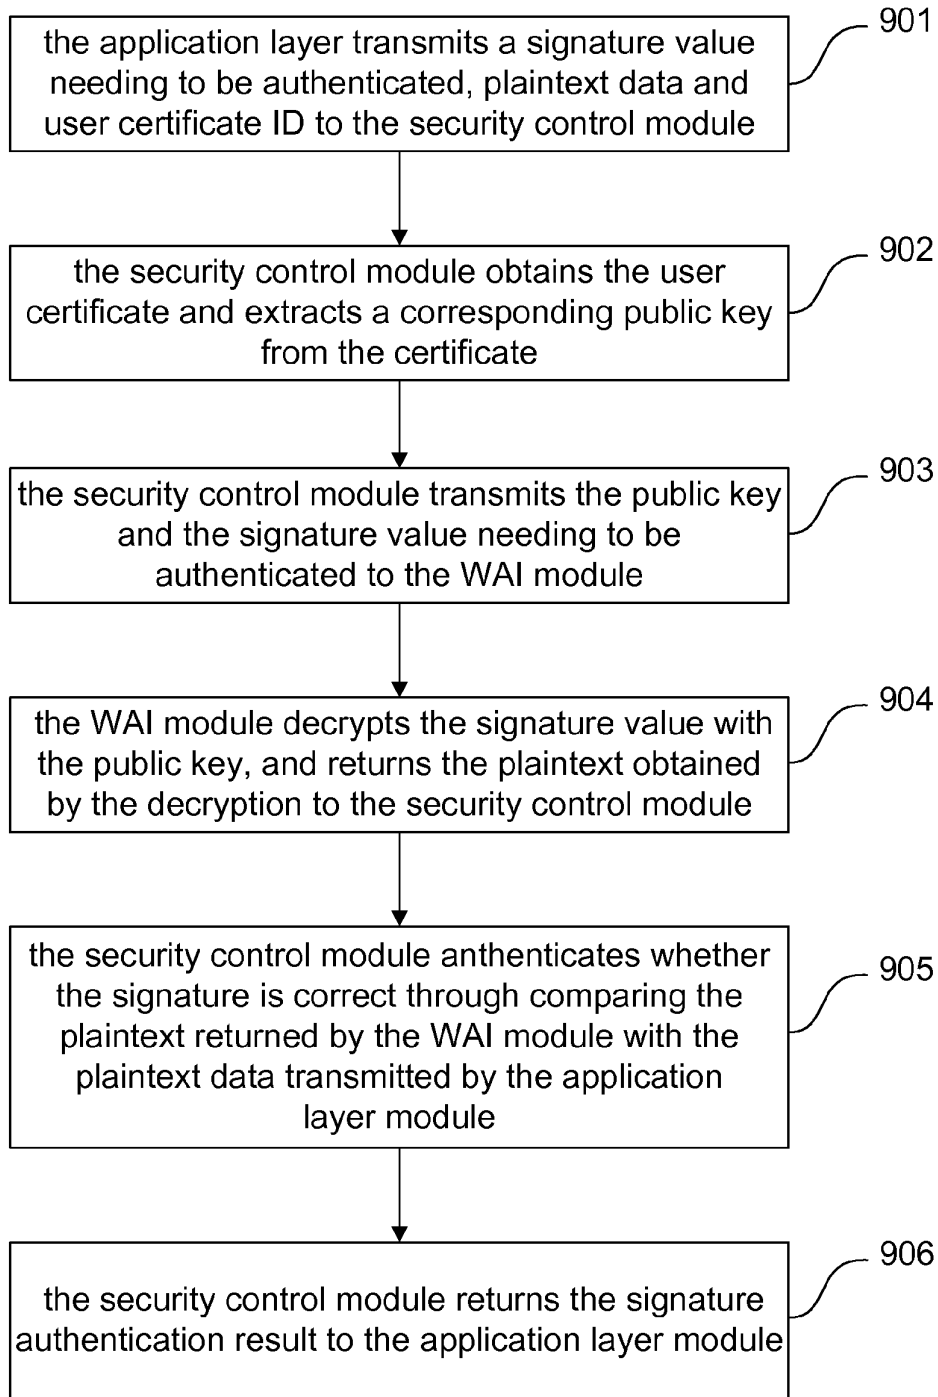 901
the application layer transmits a signature value
needing to be authenticated, plaintext data and
user certificate ID to the security control module
902
the security control module obtains the user
certificate and extracts a corresponding public key
from the certificate
903
the security control module transmits the public key
and the signature value needing to be
authenticated to the WAI module
904
the WAI module decrypts the signature value with
the public key, and returns the plaintext obtained
by the decryption to the security control module
905
the security control module anthenticates whether
the signature is correct through comparing the
plaintext returned by the WAI module with the
plaintext data transmitted by the application
layer module
906
the security control module returns the signature
authentication result to the application layer module